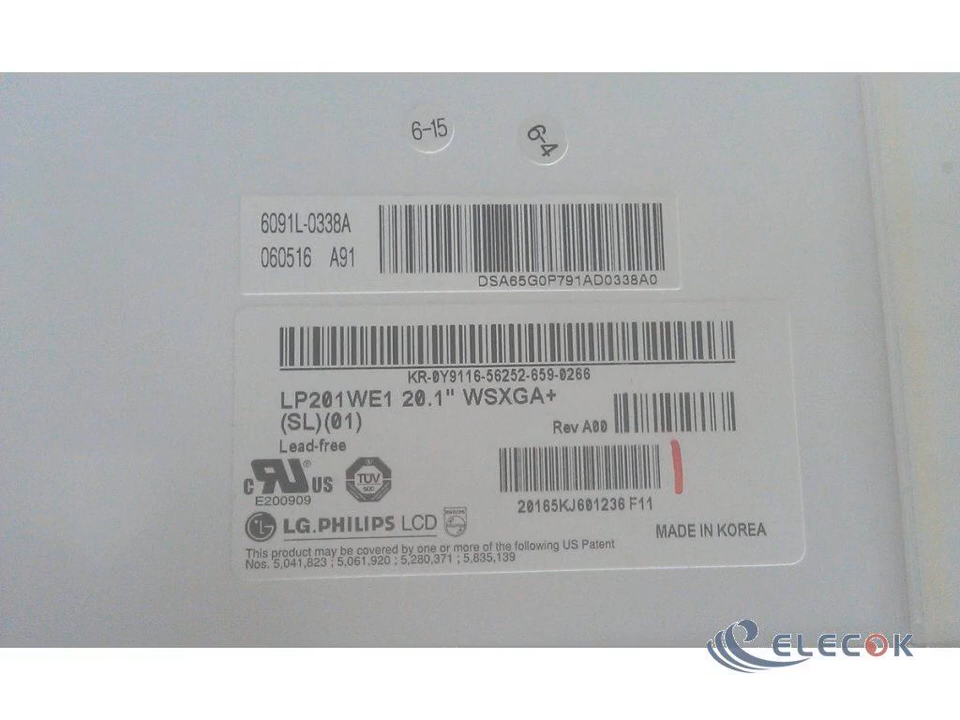 6-15
6-4
6091L-0338A
060516 A91
DSA65G0P791AD0338A0
KR-0Y9116-56252-659-0266
LP201WE1 20.1" WSXGA+
(SL)(01)
Rev A00
Lead-free
c RU US
E200909
TUV
20165KJ601236 F11
LG.PHILIPS LCD
PHILIPS
MADE IN KOREA
This product may be covered by one or more of the following US Patent
Nos. 5,041,823 ; 5,061,920 ; 5,280,371 ; 5,835,139
ELECOK